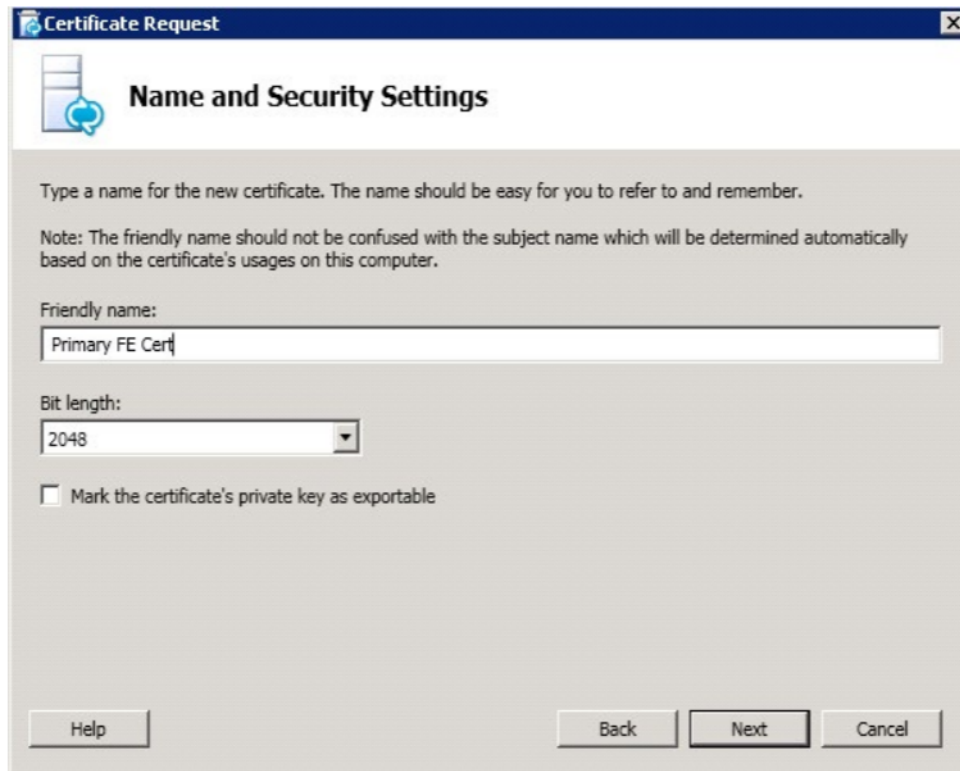 Certificate Request
Name and Security Settings
Type a name for the new certificate. The name should be easy for you to refer to and remember.
Note: The friendly name should not be confused with the subject name which will be determined automatically
based on the certificate's usages on this computer.
Friendly name:
Primary FE Cert
Bit length:
2048
Mark the certificate's private key as exportable
Help Back Next Cancel